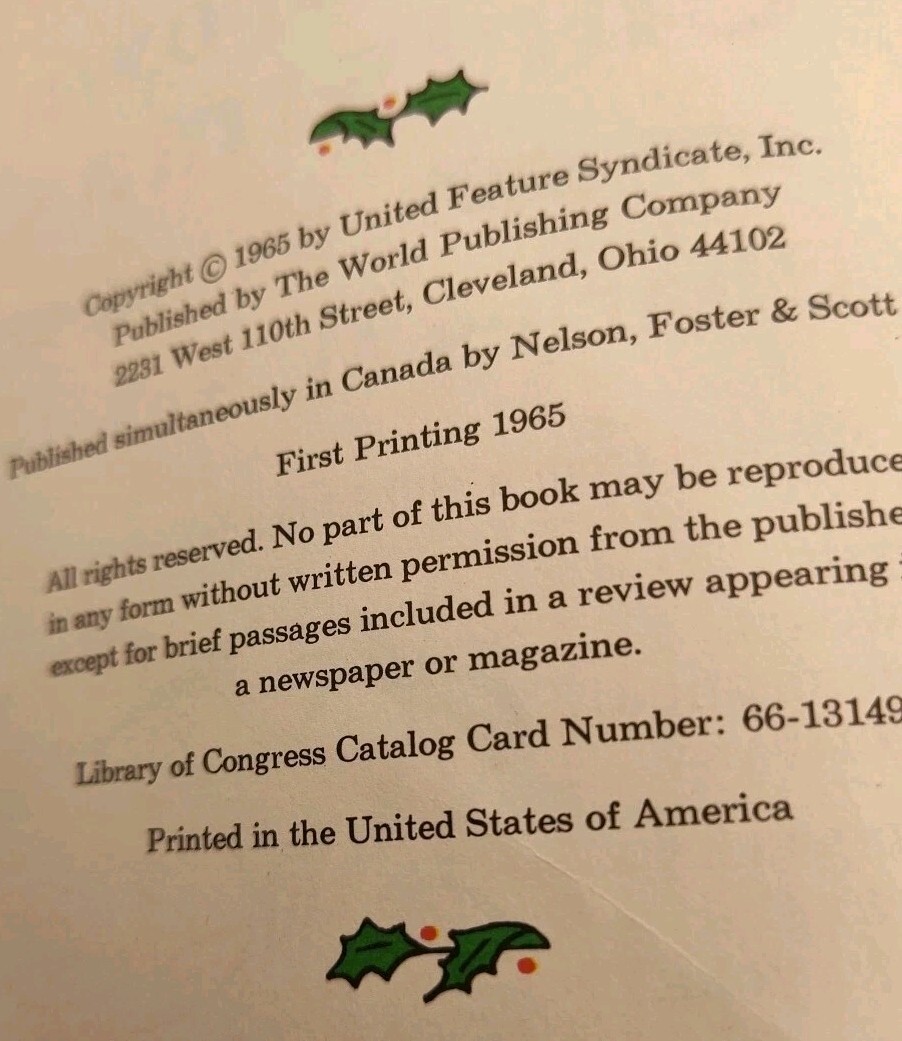 Copyright © 1965 by United Feature Syndicate, Inc.
Published by The World Publishing Company
2231 West 110th Street, Cleveland, Ohio 44102
Published simultaneously in Canada by Nelson, Foster & Scott
First Printing 1965
All rights reserved. No part of this book may be reproduce
in any form without written permission from the publishe
except for brief passages included in a review appearing
a newspaper or magazine.
Library of Congress Catalog Card Number: 66-13149
Printed in the United States of America